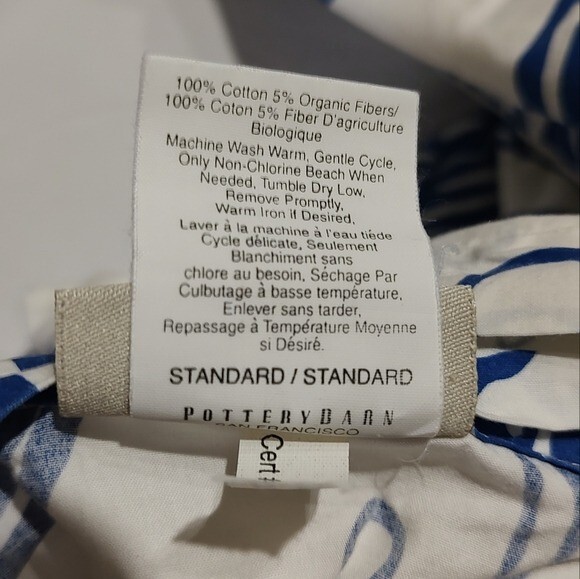 100% Cotton 5% Organic Fibers/
100% Coton 5% Fiber D'agriculture
Biologique
Machine Wash Warm, Gentle Cycle,
Only Non-Chlorine Beach When
Needed, Tumble Dry Low,
Remove Promptly,
Warm Iron if Desired,
Laver à la machine à l'eau tiéde
Cycle délicate, Seulement
Blanchiment sans
chlore au besoin, Séchage Par
Culbutage à basse température,
Enlever sans tarder,
Repassage à Température Moyenne
si Désiré.
STANDARD / STANDARD
POTTERY BARN
SAN FRANCISCO
Cert